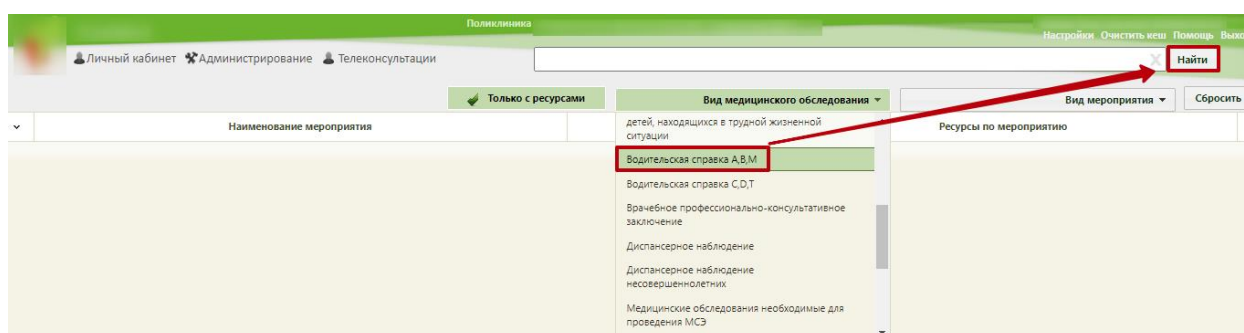 Поликлиника
Настройки Очистить кеш Помощь Выхо
Личный кабинет Администрирование Телеконсультации
X Найти
Только с ресурсами Вид медицинского обследования Вид мероприятия Сбросить
Наименование мероприятия Ресурсы по мероприятию
детей, находящихся в трудной жизненной
ситуации
Водительская справка A,B,M
Водительская справка C,D,T
Врачебное профессионально-консультативное
заключение
Диспансерное наблюдение
Диспансерное наблюдение
несовершеннолетних
Медицинские обследования необходимые для
проведения МСЭ